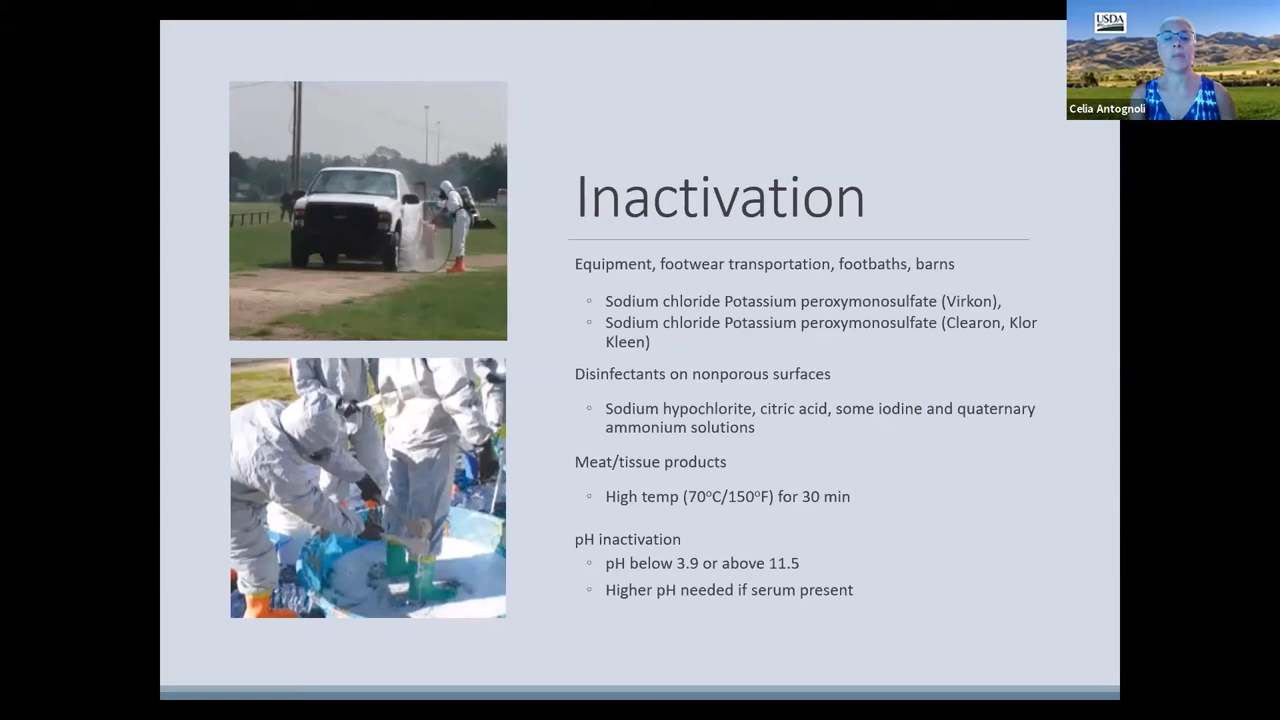 USDA
Celia Antognoli
Inactivation
Equipment, footwear transportation, footbaths, barns
◦ Sodium chloride Potassium peroxymonosulfate (Virkon),
◦ Sodium chloride Potassium peroxymonosulfate (Clearon, Klor
Kleen)
Disinfectants on nonporous surfaces
◦ Sodium hypochlorite, citric acid, some iodine and quaternary
ammonium solutions
Meat/tissue products
◦ High temp (70°C/150°F) for 30 min
pH inactivation
◦ pH below 3.9 or above 11.5
◦ Higher pH needed if serum present